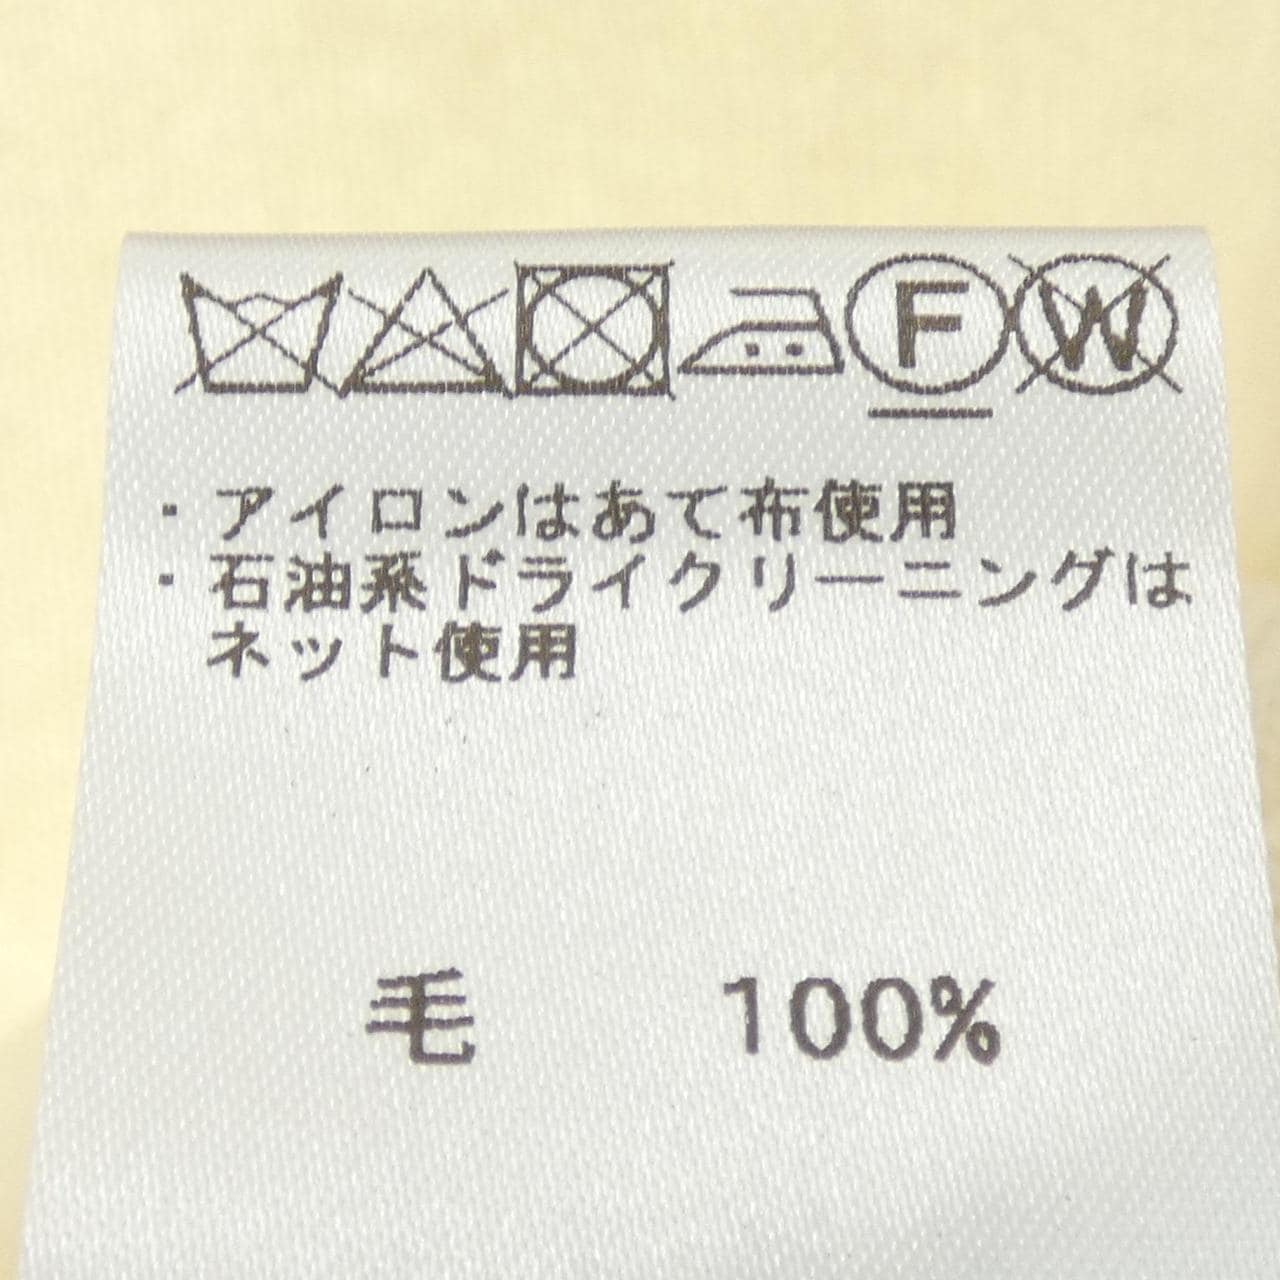 F W
・アイロンはあて布使用
・石油系ドライクリーニングは
ネット使用
毛 100%